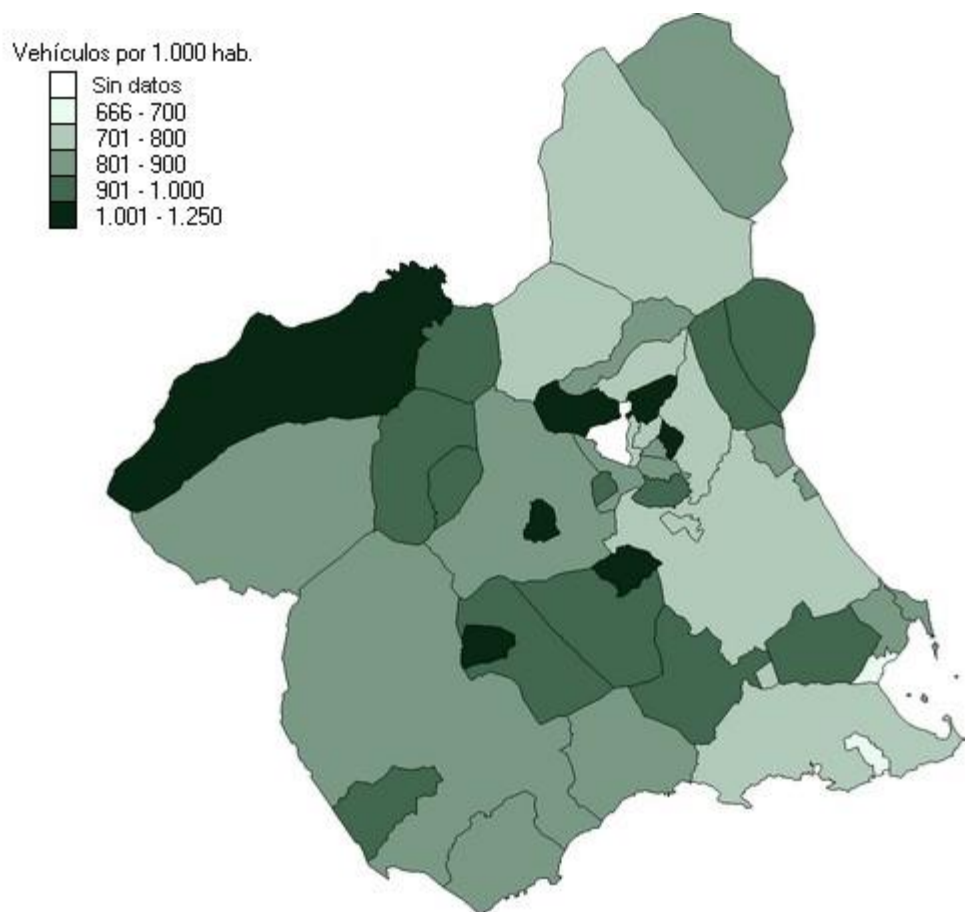 Vehículos por 1.000 hab.
Sin datos
666 - 700
701 - 800
801 - 900
901 - 1.000
1.001 - 1.250